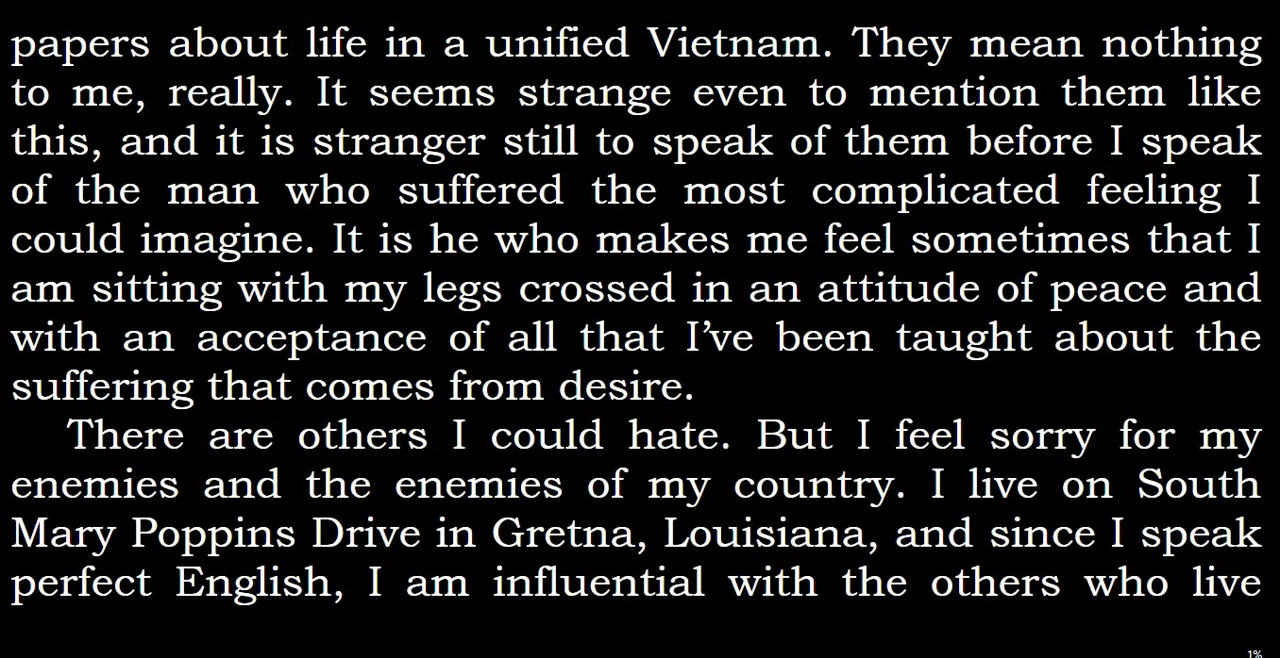 papers about life in a unified Vietnam. They mean nothing
to me, really. It seems strange even to mention them like
this, and it is stranger still to speak of them before I speak
of the man who suffered the most complicated feeling I
could imagine. It is he who makes me feel sometimes that I
am sitting with my legs crossed in an attitude of peace and
with an acceptance of all that I’ve been taught about the
suffering that comes from desire.
There are others I could hate. But I feel sorry for my
enemies and the enemies of my country. I live on South
Mary Poppins Drive in Gretna, Louisiana, and since I speak
perfect English, I am influential with the others who live
1%